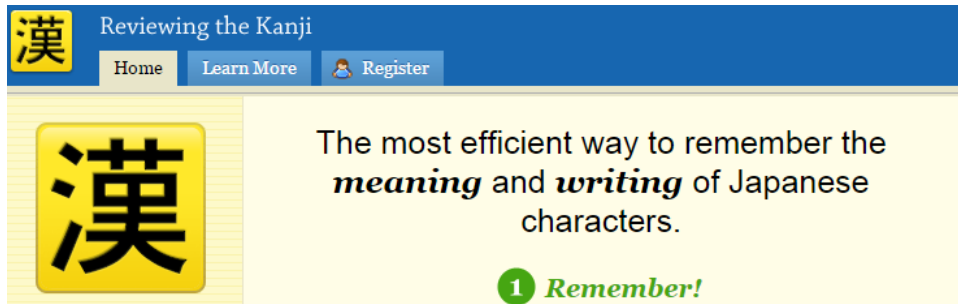 漢
Reviewing the Kanji
Home Learn More Register
漢
The most efficient way to remember the
meaning and writing of Japanese
characters.
1 Remember!